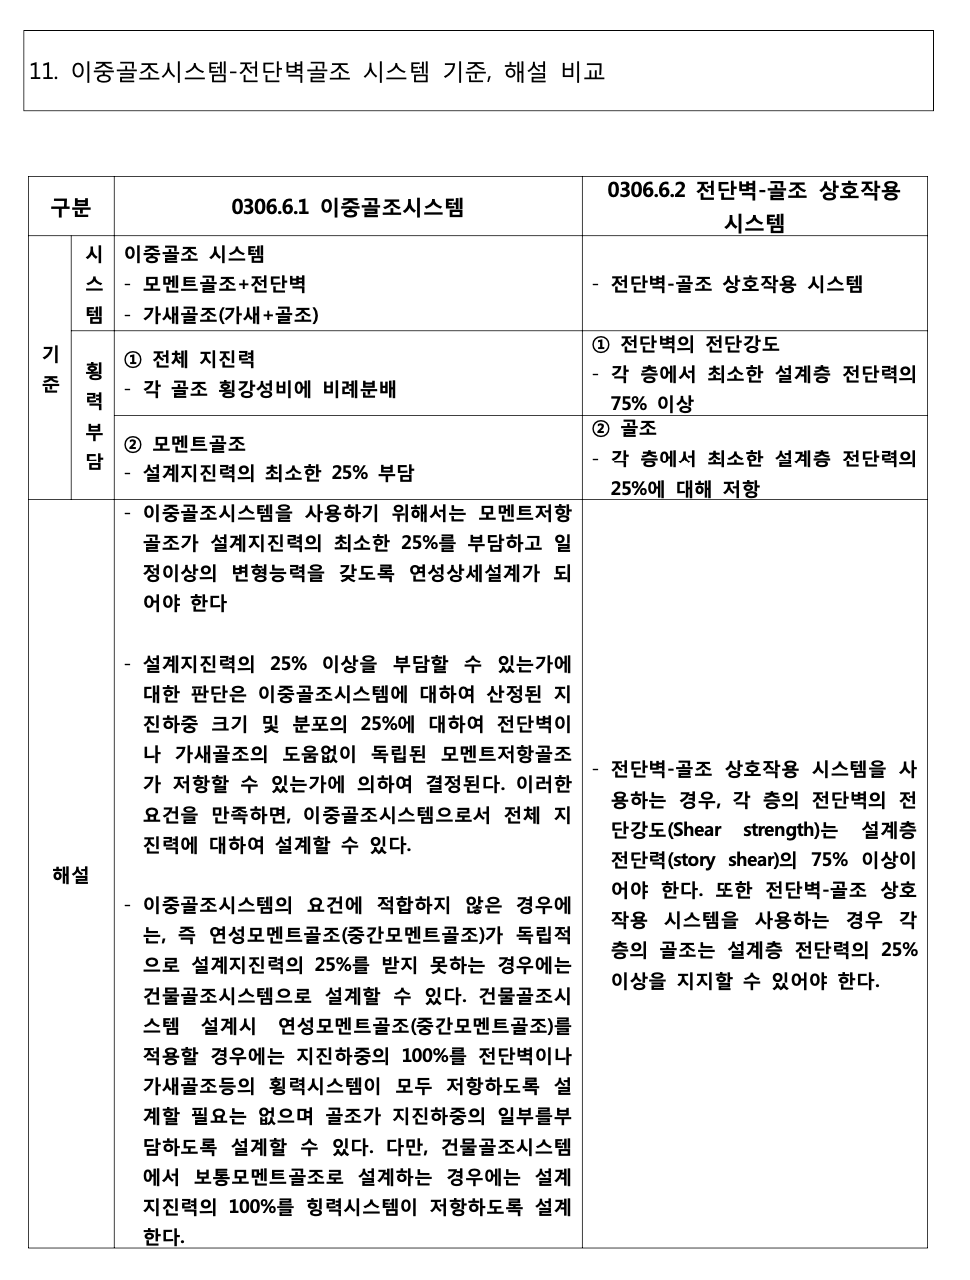 11. 이중골조시스템-전단벽골조 시스템 기준, 해설 비교
구분
0306.6.1 이중골조시스템
0306.6.2 전단벽-골조 상호작용
시스템
기
준
시
스
템
이중골조 시스템
- 모멘트골조+전단벽
- 가새골조(가새+골조)
- 전단벽-골조 상호작용 시스템
횡
력
부
담
① 전체 지진력
- 각 골조 횡강성비에 비례분배
① 전단벽의 전단강도
- 각 층에서 최소한 설계층 전단력의
75% 이상
② 모멘트골조
- 설계지진력의 최소한 25% 부담
② 골조
- 각 층에서 최소한 설계층 전단력의
25%에 대해 저항
해설
- 이중골조시스템을 사용하기 위해서는 모멘트저항
골조가 설계지진력의 최소한 25%를 부담하고 일
정이상의 변형능력을 갖도록 연성상세설계가 되
어야 한다
- 설계지진력의 25% 이상을 부담할 수 있는가에
대한 판단은 이중골조시스템에 대하여 산정된 지
진하중 크기 및 분포의 25%에 대하여 전단벽이
나 가새골조의 도움없이 독립된 모멘트저항골조
가 저항할 수 있는가에 의하여 결정된다. 이러한
요건을 만족하면, 이중골조시스템으로서 전체 지
진력에 대하여 설계할 수 있다.
- 이중골조시스템의 요건에 적합하지 않은 경우에
는, 즉 연성모멘트골조(중간모멘트골조)가 독립적
으로 설계지진력의 25%를 받지 못하는 경우에는
건물골조시스템으로 설계할 수 있다. 건물골조시
스템 설계시 연성모멘트골조(중간모멘트골조)를
적용할 경우에는 지진하중의 100%를 전단벽이나
가새골조등의 횡력시스템이 모두 저항하도록 설
계할 필요는 없으며 골조가 지진하중의 일부를부
담하도록 설계할 수 있다. 다만, 건물골조시스템
에서 보통모멘트골조로 설계하는 경우에는 설계
지진력의 100%를 힝력시스템이 저항하도록 설계
한다.
- 전단벽-골조 상호작용 시스템을 사
용하는 경우, 각 층의 전단벽의 전
단강도(Shear strength)는 설계층
전단력(story shear)의 75% 이상이
어야 한다. 또한 전단벽-골조 상호
작용 시스템을 사용하는 경우 각
층의 골조는 설계층 전단력의 25%
이상을 지지할 수 있어야 한다.